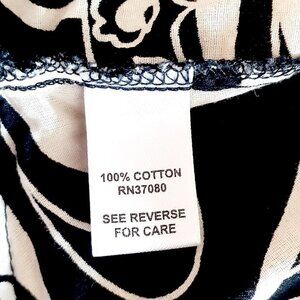 100% COTTON
RN37080
SEE REVERSE
FOR CARE